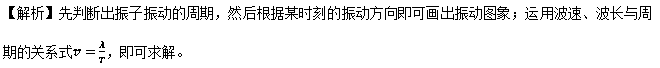 【解析】先判断出振子振动的周期，然后根据某时刻的振动方向即可画出振动图象；运用波速、波长与周
期的关系式v＝λ/T，即可求解。